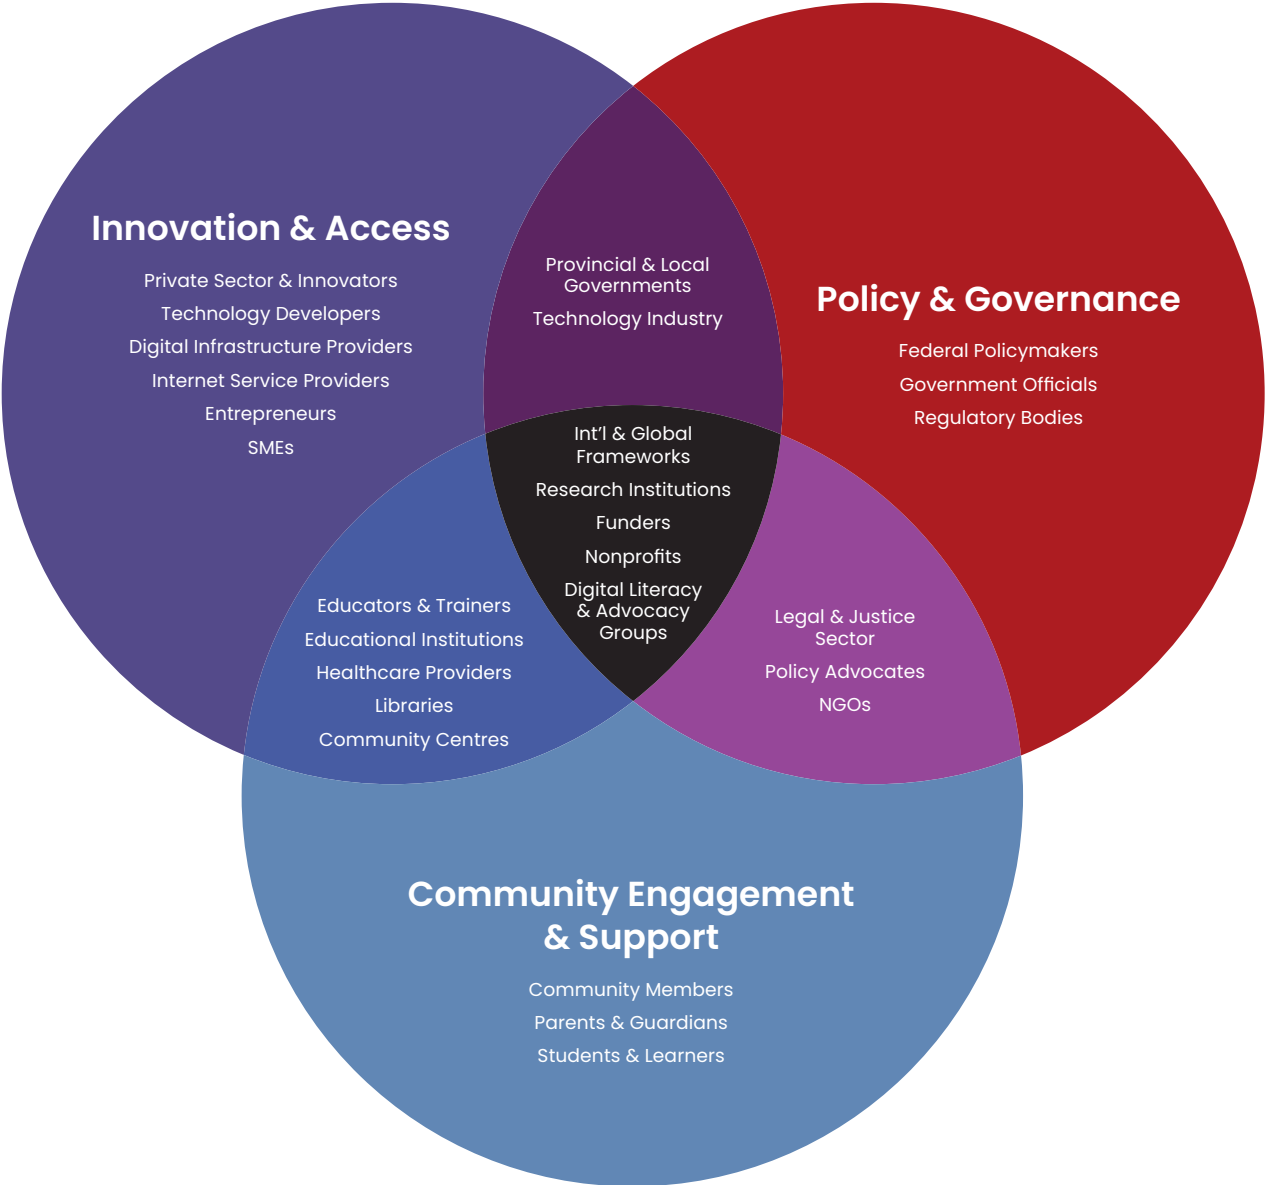 Innovation & Access
Private Sector & Innovators
Technology Developers
Digital Infrastructure Providers
Internet Service Providers
Entrepreneurs
SMEs
Provincial & Local
Governments
Technology Industry
Policy & Governance
Federal Policymakers
Government Officials
Regulatory Bodies
Int’l & Global
Frameworks
Research Institutions
Funders
Nonprofits
Digital Literacy
& Advocacy
Groups
Educators & Trainers
Educational Institutions
Healthcare Providers
Libraries
Community Centres
Legal & Justice
Sector
Policy Advocates
NGOs
Community Engagement
& Support
Community Members
Parents & Guardians
Students & Learners